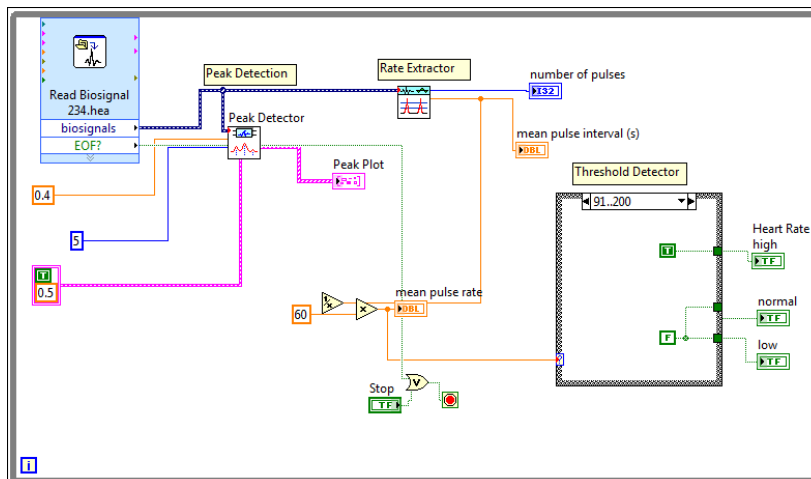 Read Biosignal
234.hea
biosignals
EOF?
Peak Detection
Peak Detector
Rate Extractor
number of pulses
I32
mean pulse interval (s)
DBL
Peak Plot
0.4
5
T
0.5
Threshold Detector
91..200
T
F
Heart Rate
high
TF
normal
TF
low
TF
mean pulse rate
DBL
1/x
x
60
?
V
Stop
TF
i